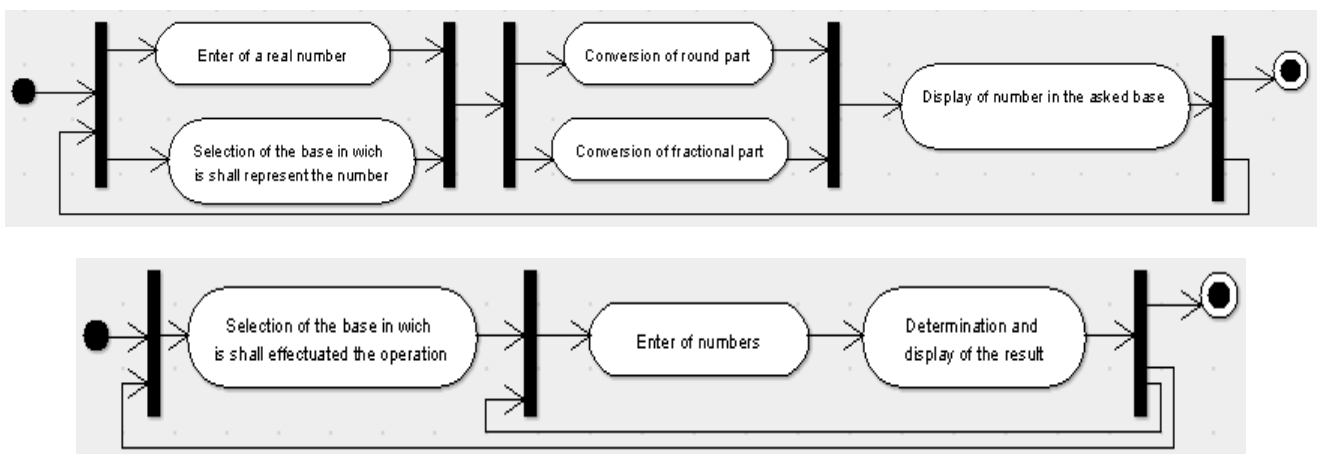 Enter of a real number
Selection of the base in wich
is shall represent the number
Conversion of round part
Conversion of fractional part
Display of number in the asked base
Selection of the base in wich
is shall effectuated the operation
Enter of numbers
Determination and
display of the result